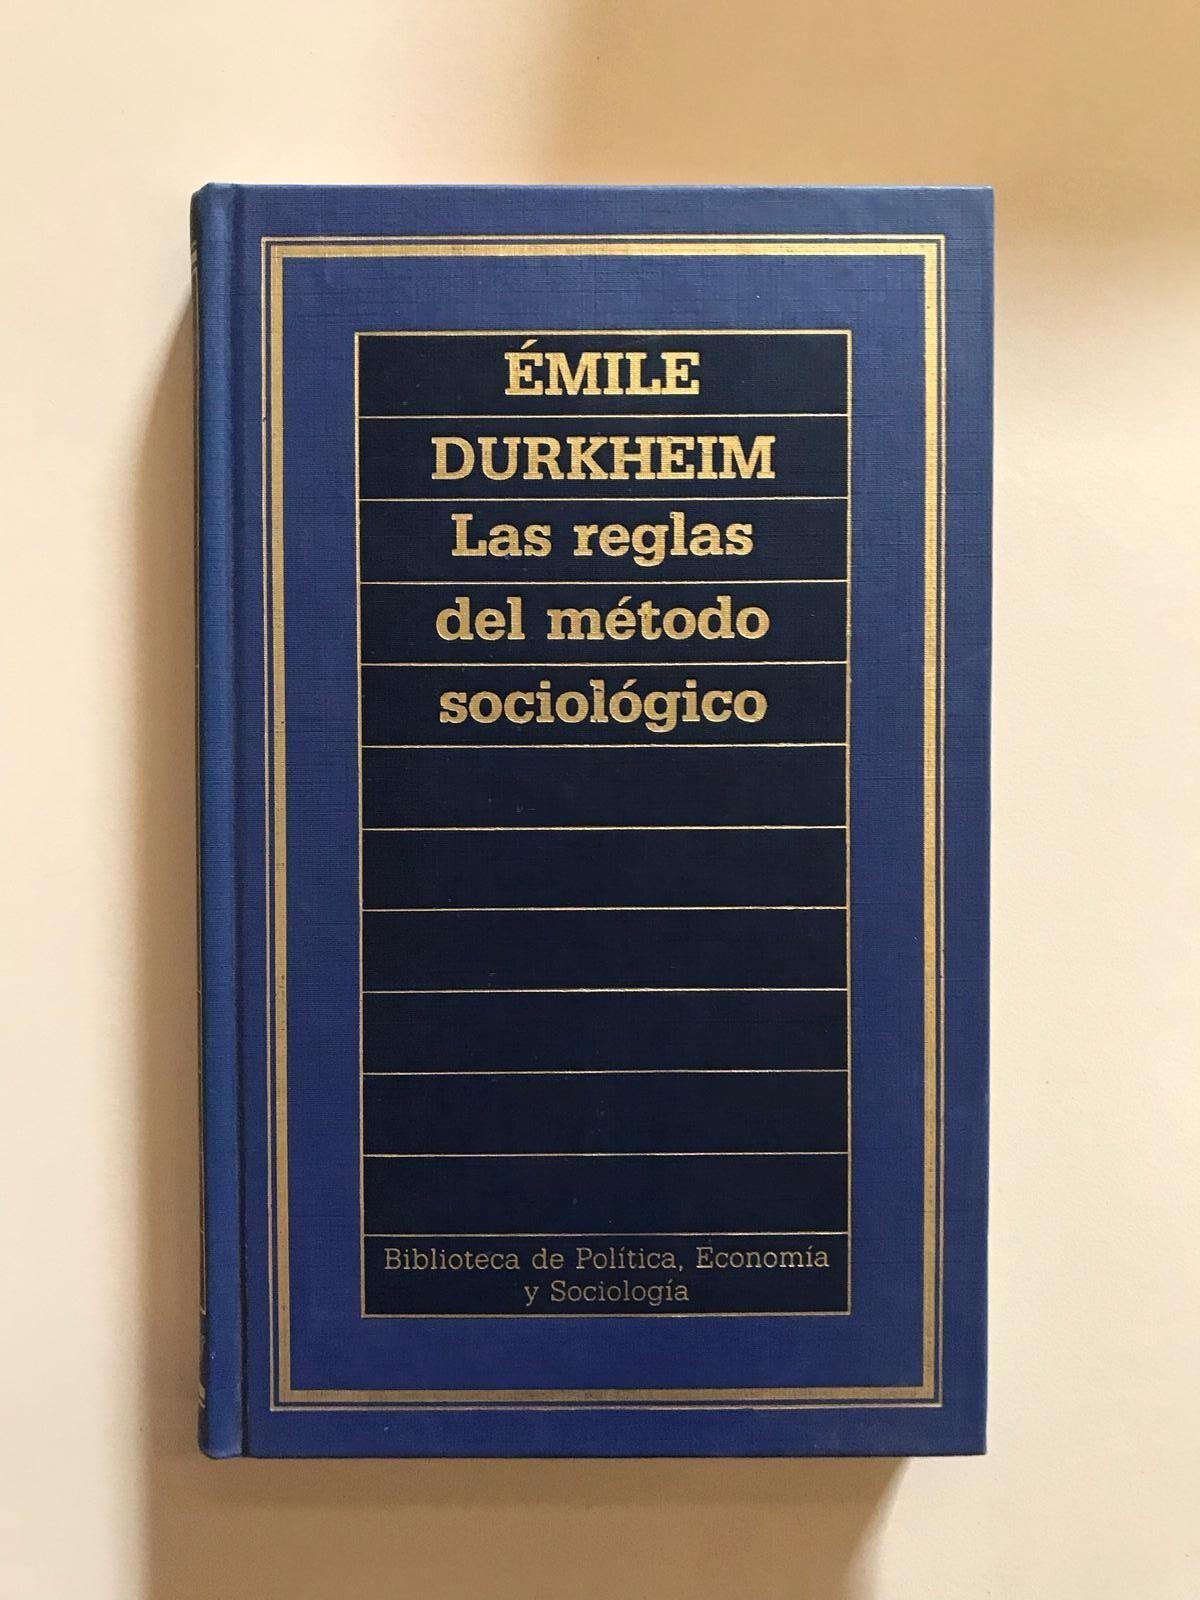 ÉMILE
DURKHEIM
Las reglas
del método
sociológico
Biblioteca de Política, Economía
y Sociología